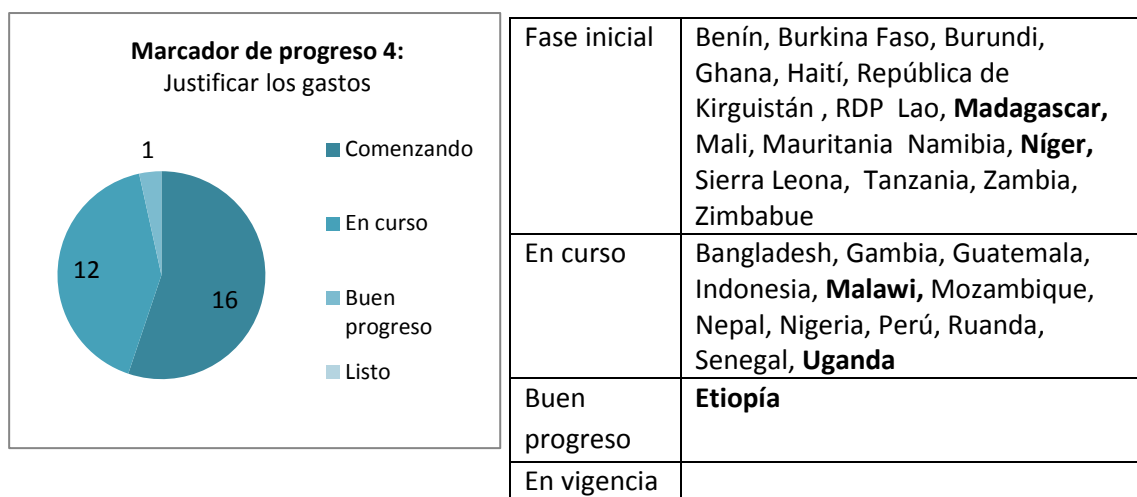 Marcador de progreso 4:
Justificar los gastos
1
12
16
Comenzando
En curso
Buen
progreso
Listo
Fase inicial
Benín, Burkina Faso, Burundi,
Ghana, Haití, República de
Kirguistán , RDP Lao, Madagascar,
Mali, Mauritania Namibia, Níger,
Sierra Leona, Tanzania, Zambia,
Zimbabue
En curso
Bangladesh, Gambia, Guatemala,
Indonesia, Malawi, Mozambique,
Nepal, Nigeria, Perú, Ruanda,
Senegal, Uganda
Buen
progreso
Etiopía
En vigencia